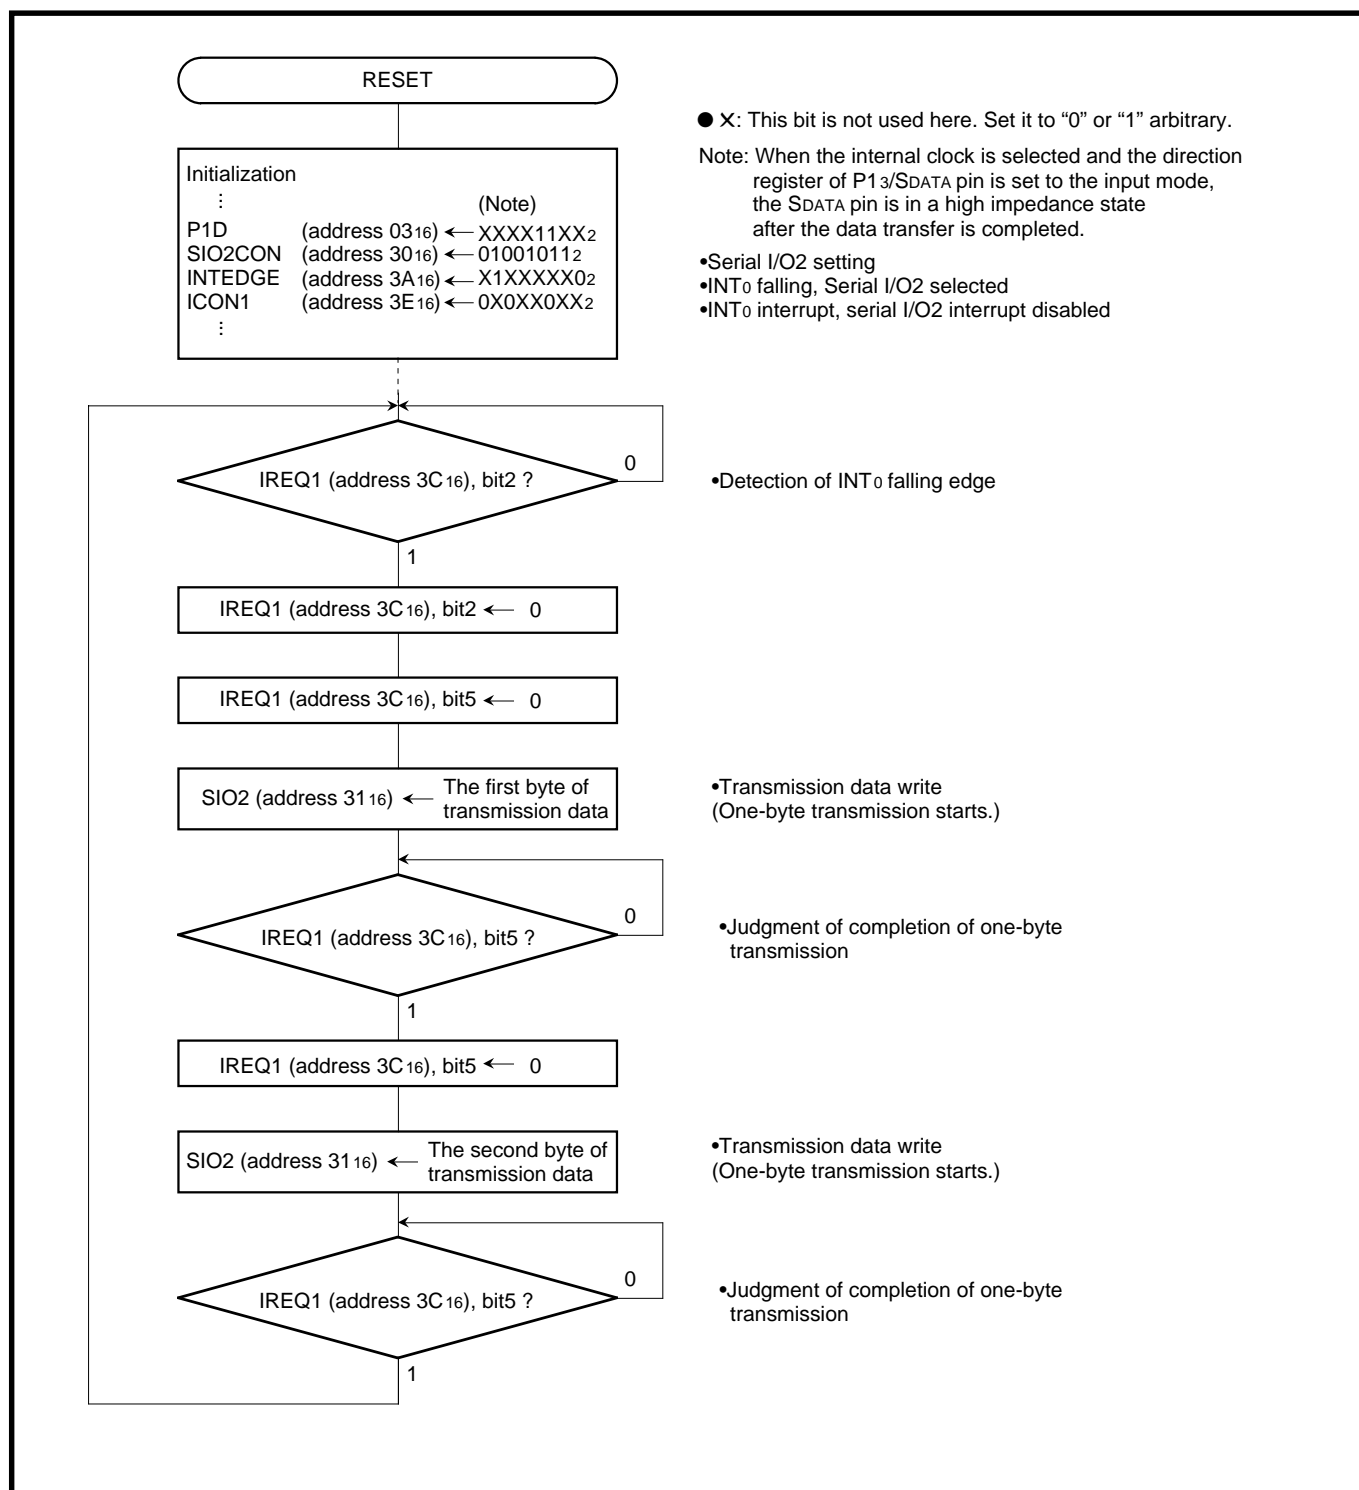 RESET
● X: This bit is not used here. Set it to “0” or “1” arbitrary.
Note: When the internal clock is selected and the direction
register of P13/SDATA pin is set to the input mode,
the SDATA pin is in a high impedance state
after the data transfer is completed.
Initialization
⋮
(Note)
P1D (address 0316) ← XXXX11XX2
SIO2CON (address 3016) ← 010010112
INTEDGE (address 3A16) ← X1XXXXX02
ICON1 (address 3E16) ← 0X0XX0XX2
⋮
•Serial I/O2 setting
•INT0 falling, Serial I/O2 selected
•INT0 interrupt, serial I/O2 interrupt disabled
IREQ1 (address 3C16), bit2 ?
0
•Detection of INT0 falling edge
1
IREQ1 (address 3C16), bit2 ← 0
IREQ1 (address 3C16), bit5 ← 0
SIO2 (address 3116) ← The first byte of
transmission data
•Transmission data write
(One-byte transmission starts.)
IREQ1 (address 3C16), bit5 ?
0
•Judgment of completion of one-byte
transmission
1
IREQ1 (address 3C16), bit5 ← 0
SIO2 (address 3116) ← The second byte of
transmission data
•Transmission data write
(One-byte transmission starts.)
IREQ1 (address 3C16), bit5 ?
0
•Judgment of completion of one-byte
transmission
1